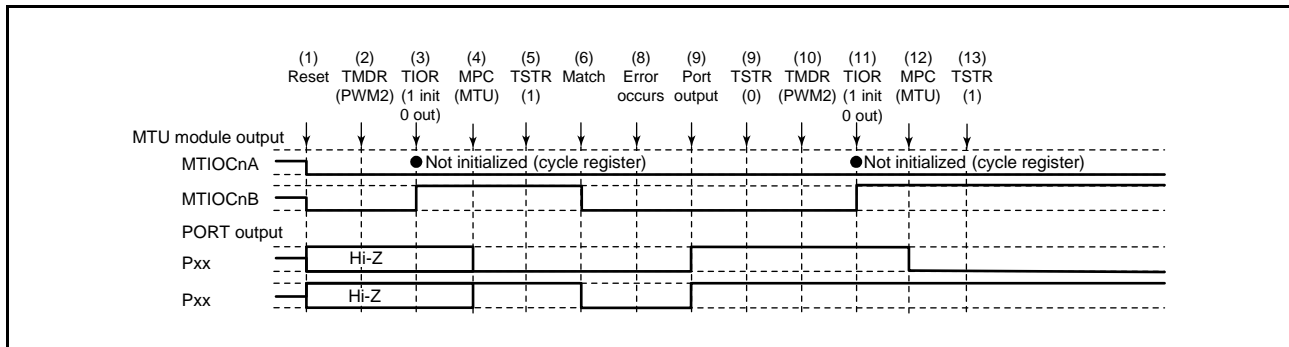 (1) (2) (3) (4) (5) (6) (8) (9) (9) (10) (11) (12) (13)
Reset TMDR TIOR MPC TSTR Match Error Port TSTR TMDR TIOR MPC TSTR
(PWM2) (1 init (MTU) (1) occurs output (0) (PWM2) (1 init (MTU) (1)
0 out) 0 out)
MTU module output
MTIOCnA Not initialized (cycle register) Not initialized (cycle register)
MTIOCnB
PORT output
Pxx Hi-Z
Pxx Hi-Z